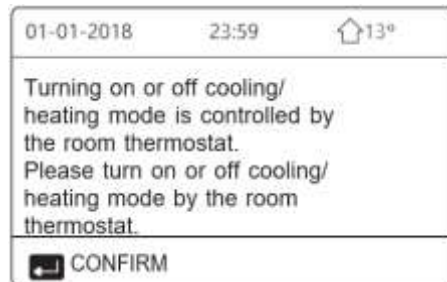 01-01-2018 23:59 13°
Turning on or off cooling/
heating mode is controlled by
the room thermostat.
Please turn on or off cooling/
heating mode by the room
thermostat.
CONFIRM